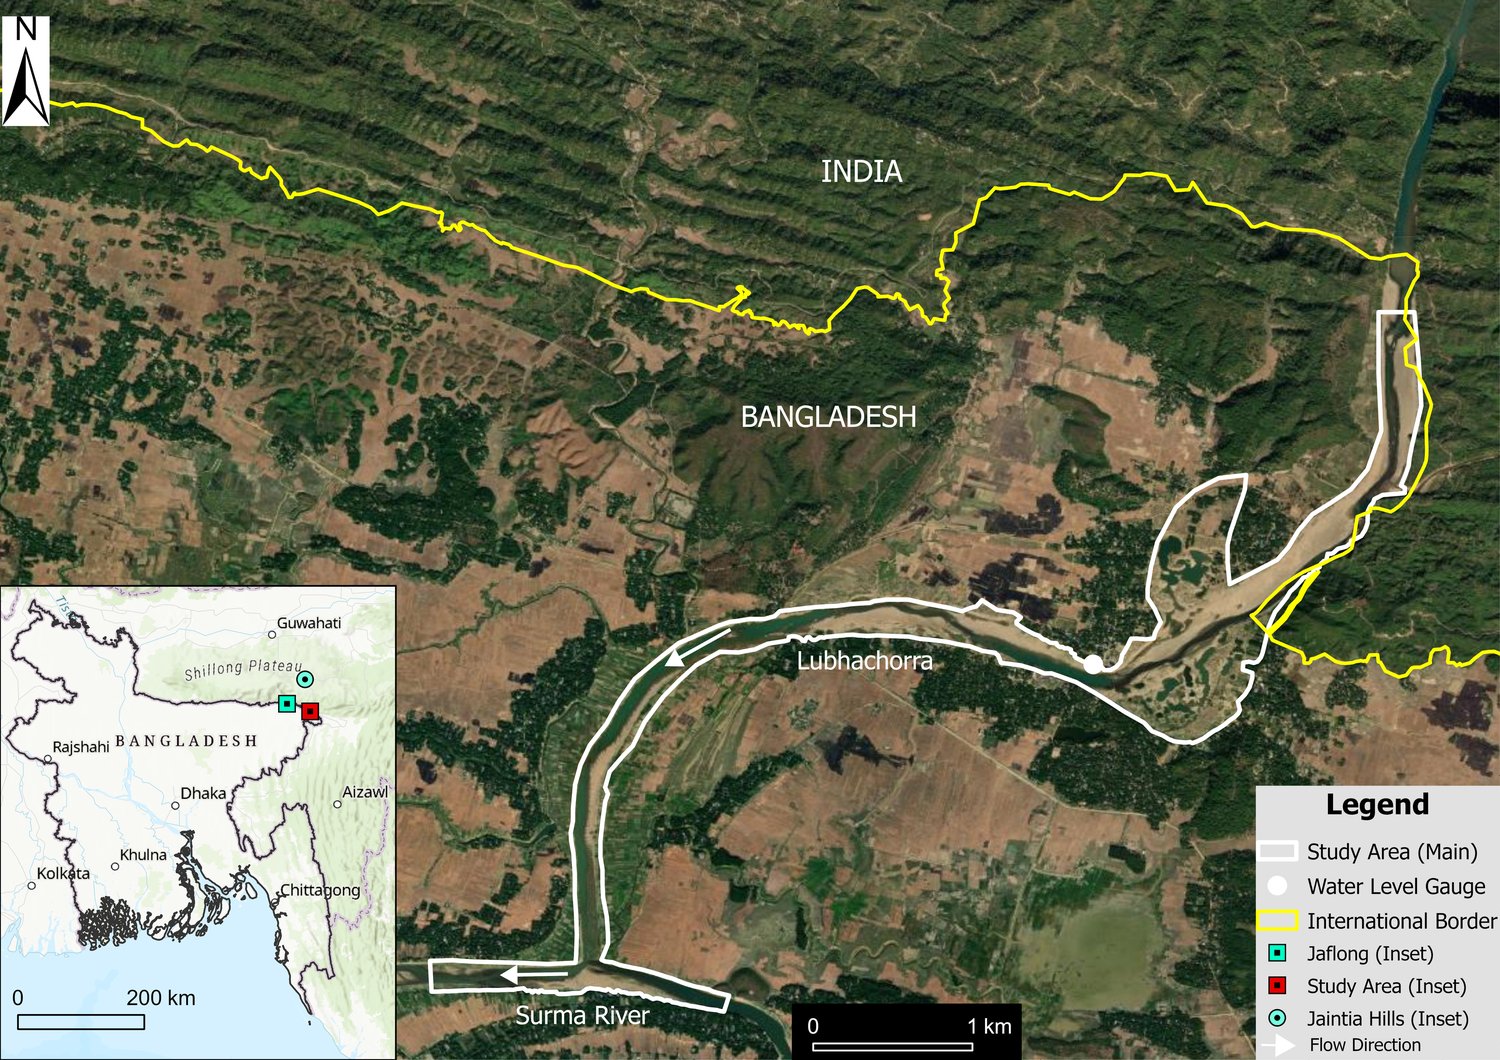 N
INDIA
BANGLADESH
Lubhachorra
Surma River
0 1 km
Guwahati
Shillong Plateau
BANGLADESH
Rajshahi
Dhaka
Aizawl
Khulna
Kolkata
Chittagong
0 200 km
Legend
Study Area (Main)
Water Level Gauge
International Border
Jaflong (Inset)
Study Area (Inset)
Jaintia Hills (Inset)
Flow Direction